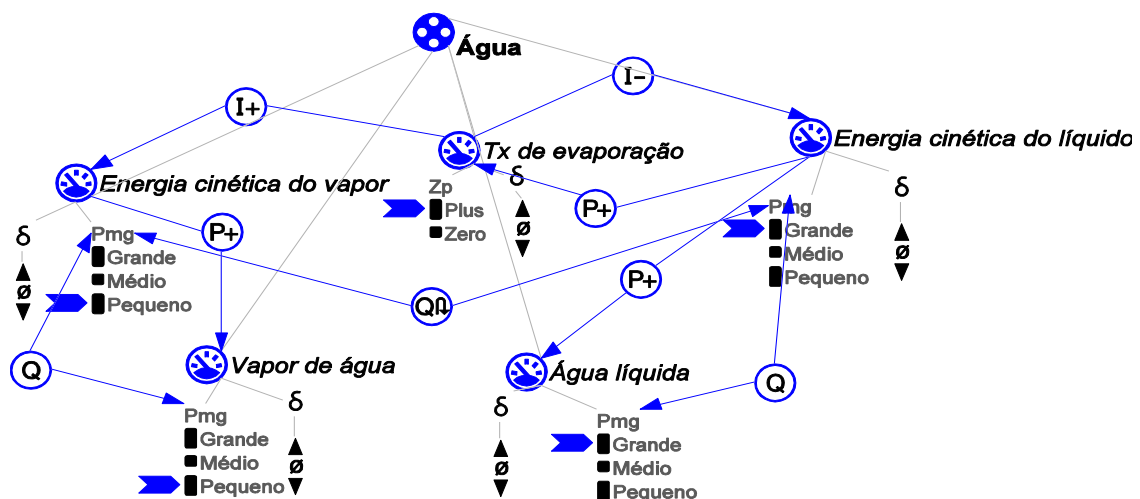 Água
I-
I+
Energia cinética do líquido
Tx de evaporação
Energia cinética do vapor
δ
Zp
Plus
Zero
P+
δ
Pmg
Grande
Médio
Pequeno
δ
Pmg
Grande
Médio
Pequeno
P+
P+
Q
Q
Vapor de água
Água líquida
Q
δ
Pmg
Grande
Médio
Pequeno
δ
Pmg
Grande
Médio
Pequeno
ø
ø
ø
ø
ø